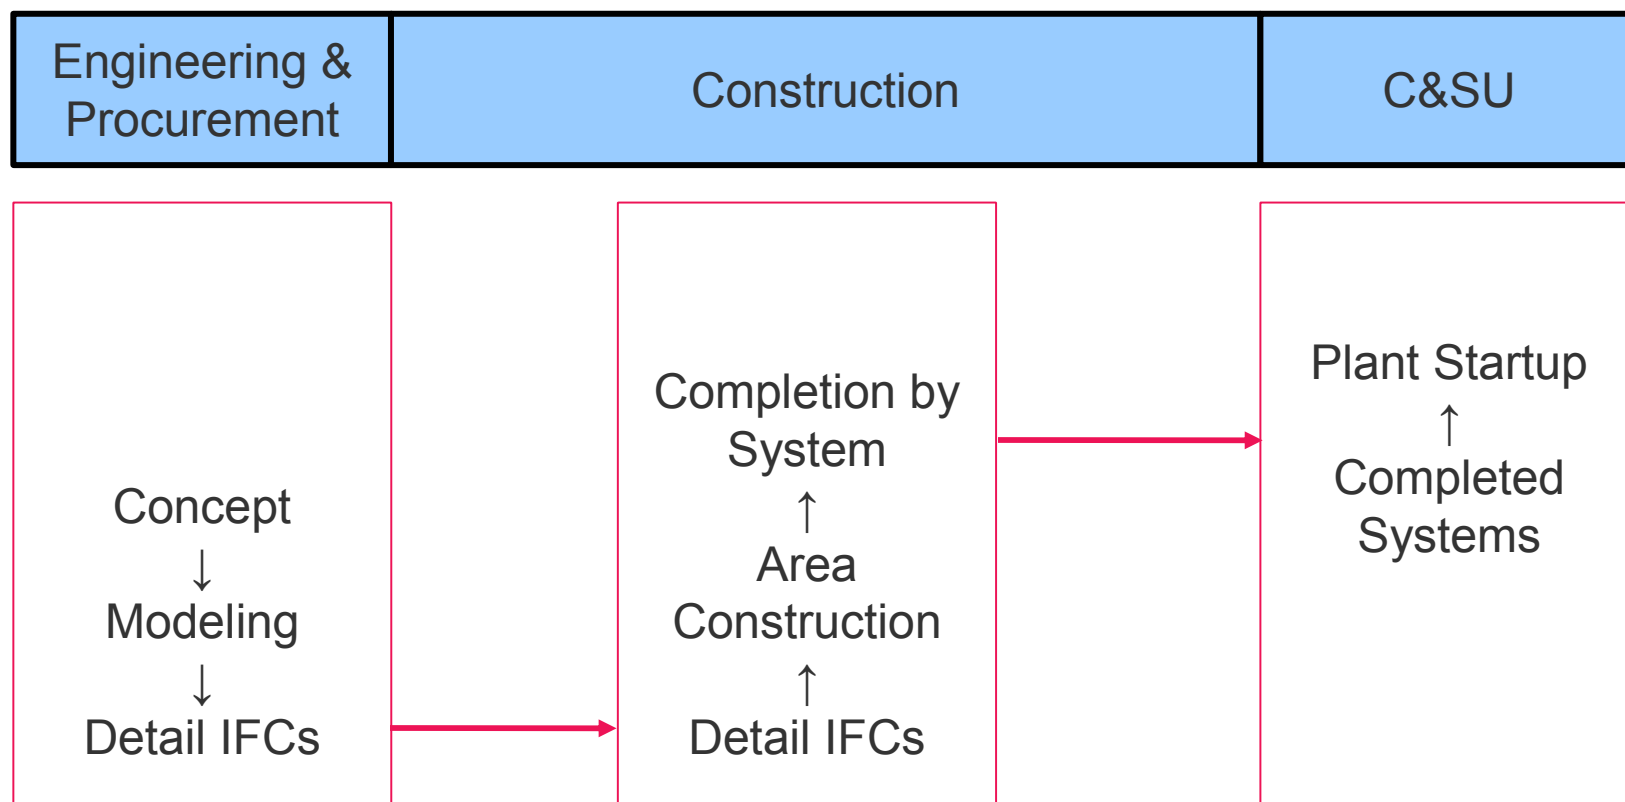 Engineering &
Procurement
Construction
C&SU
Concept
↓
Modeling
↓
Detail IFCs
Completion by
System
↑
Area
Construction
↑
Detail IFCs
Plant Startup
↑
Completed
Systems